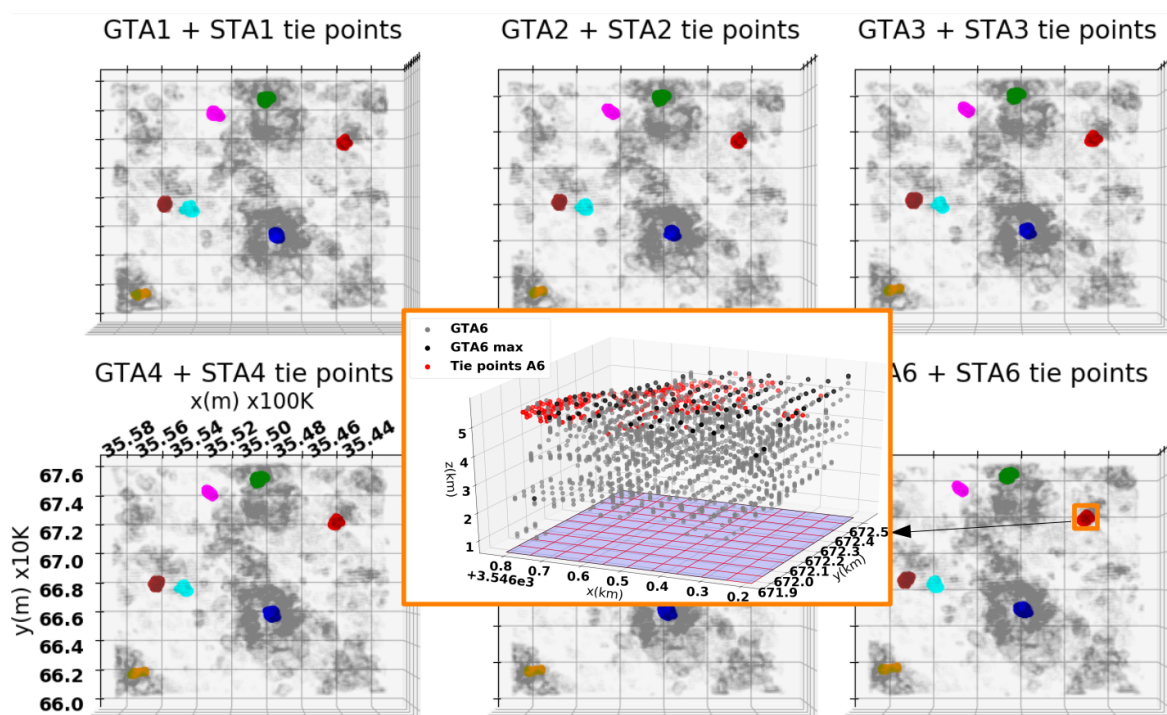 GTA1 + STA1 tie points
GTA2 + STA2 tie points
GTA3 + STA3 tie points
GTA6
GTA6 max
Tie points A6
5
4
3
2
1
z(km)
0.8
0.7
0.6
0.5
0.4
0.3
0.2
+3.546e3
x(km)
672.5
672.4
672.3
672.2
672.1
672.0
671.9
y(km)
GTA4 + STA4 tie points
A6 + STA6 tie points
x(m) x100K
35.58
35.56
35.54
35.52
35.50
35.48
35.46
35.44
67.6
67.4
67.2
67.0
66.8
66.6
66.4
66.2
66.0
y(m) x10K